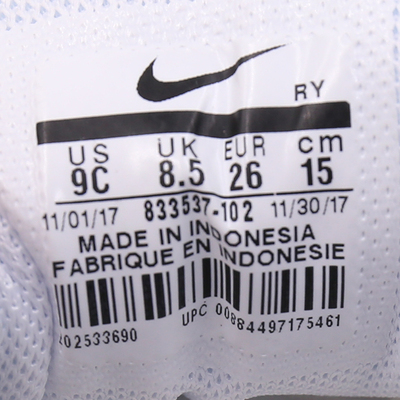 RY
US UK EUR cm
9C 8.5 26 15
11/01/17 833537-102 11/30/17
MADE IN INDONESIA
FABRIQUE EN INDONESIE
UPC 00884497175461
402533690